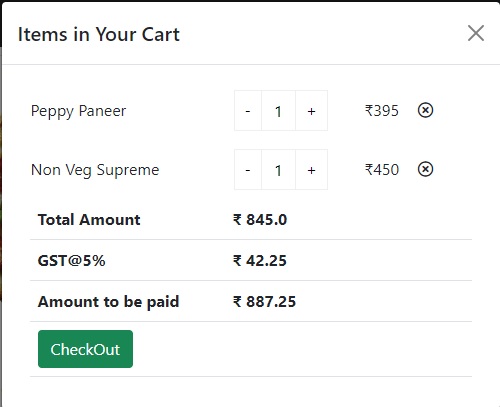 Items in Your Cart
Peppy Paneer - 1 + ₹395
Non Veg Supreme - 1 + ₹450
Total Amount ₹ 845.0
GST@5% ₹ 42.25
Amount to be paid ₹ 887.25
CheckOut